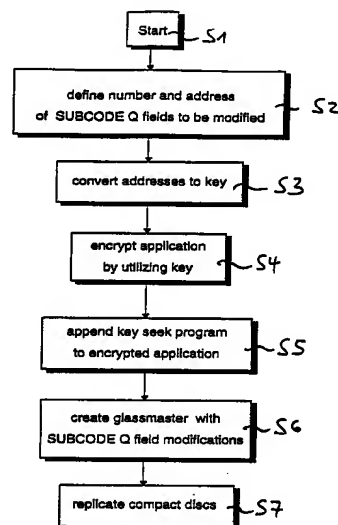 Start S1
define number and address
of SUBCODE Q fields to be modified S2
convert addresses to key S3
encrypt application
by utilizing key S4
append key seek program
to encrypted application S5
create glassmaster with
SUBCODE Q field modifications S6
replicate compact discs S7